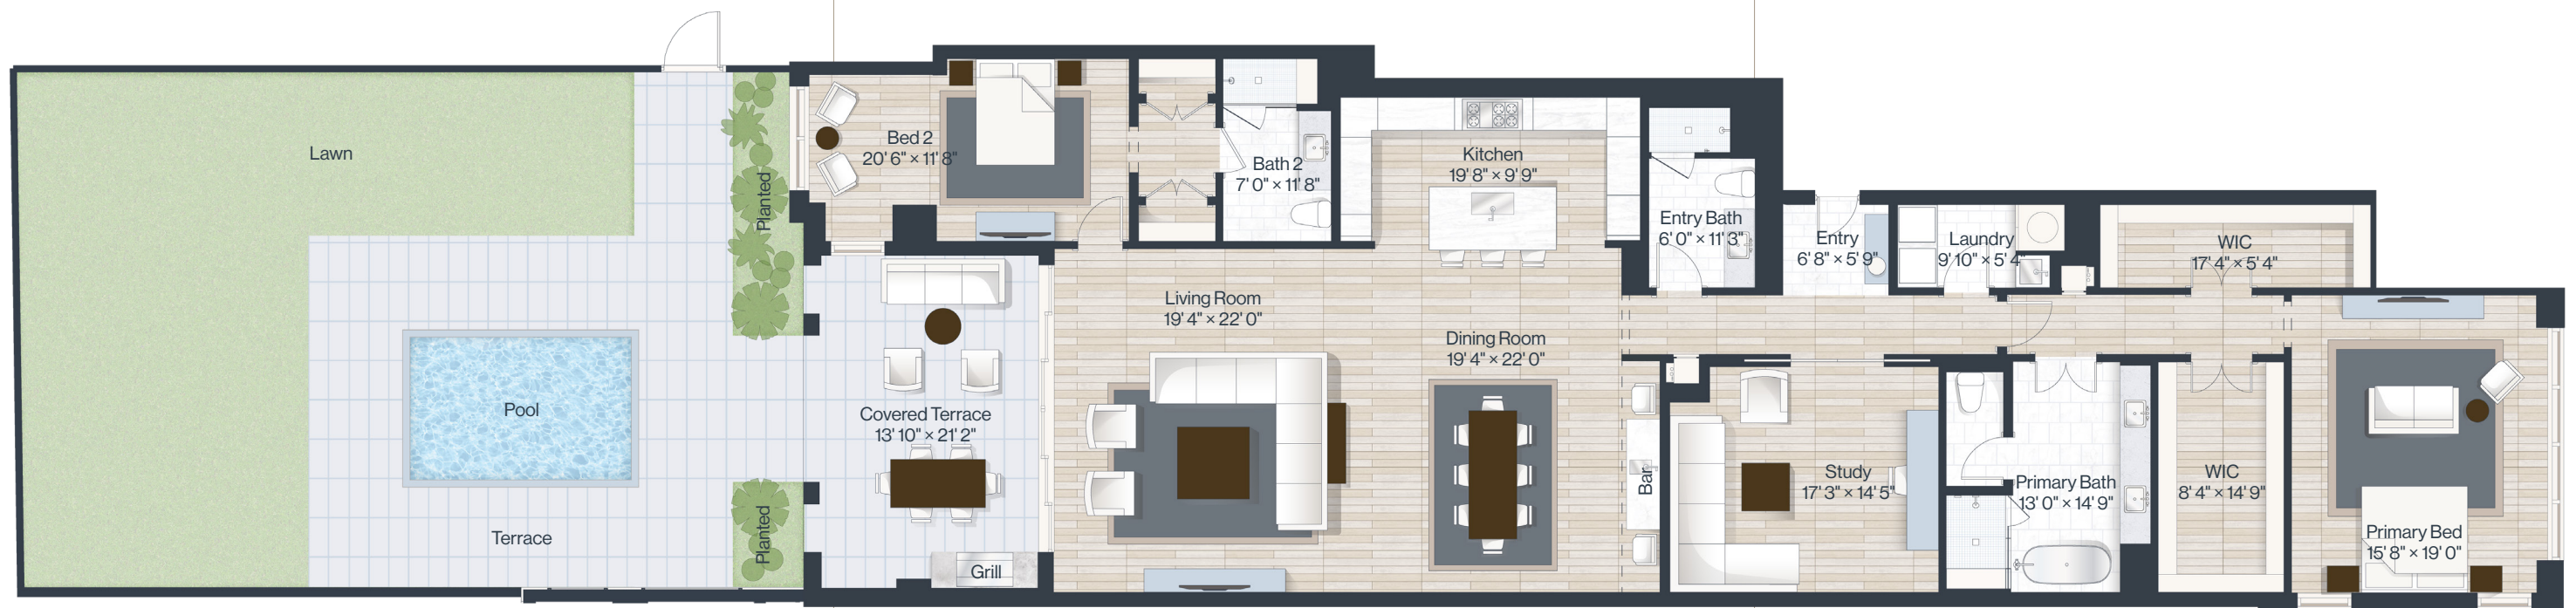 Lawn
Planted
Bed 2
20' 6" × 11' 8"
Bath 2
7' 0" × 11' 8"
Kitchen
19' 8" × 9' 9"
Entry Bath
6' 0" × 11' 3"
Entry
6' 8" × 5' 9"
Laundry
9' 10" × 5' 4"
WIC
17' 4" × 5' 4"
Living Room
19' 4" × 22' 0"
Dining Room
19' 4" × 22' 0"
Pool
Covered Terrace
13' 10" × 21' 2"
Bar
Study
17' 3" × 14' 5"
Primary Bath
13' 0" × 14' 9"
WIC
8' 4" × 14' 9"
Primary Bed
15' 8" × 19' 0"
Terrace
Planted
Grill